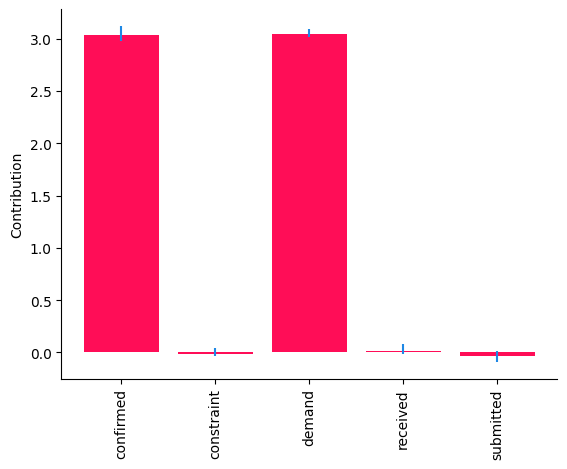 Contribution
3.0
2.5
2.0
1.5
1.0
0.5
0.0
confirmed
constraint
demand
received
submitted